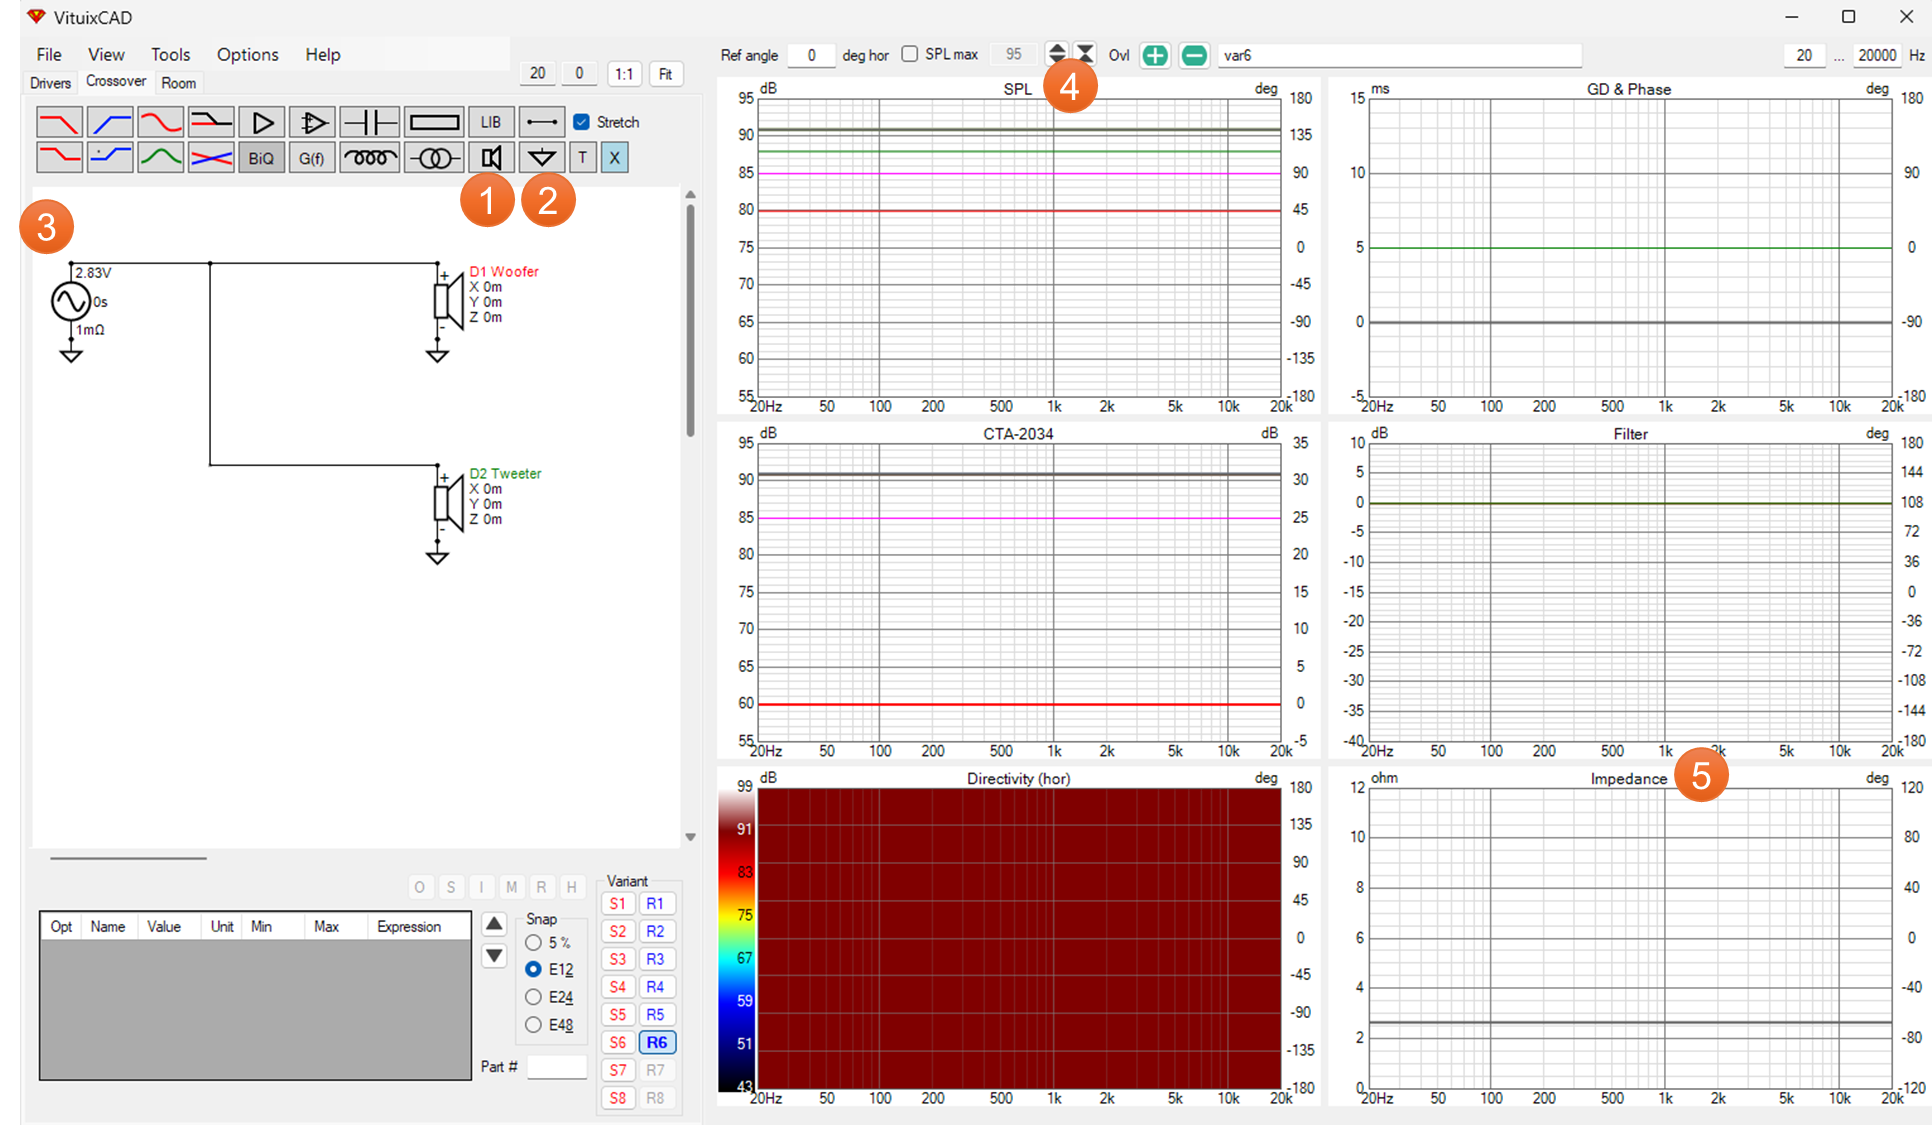 VituixCAD
File View Tools Options Help
Drivers Crossover Room
20 0 1:1 Fit
Ref angle 0 deg hor SPL max 95 Ovl var6 20 ... 20000 Hz
LIB Stretch
BiQ G(f) T X
1 2
3
4
5
2.83V
0s
1mΩ
+
-
D1 Woofer
X 0m
Y 0m
Z 0m
+
-
D2 Tweeter
X 0m
Y 0m
Z 0m
O S I M R H
Opt Name Value Unit Min Max Expression
Snap
5 %
E12
E24
E48
Part #
Variant
S1 R1
S2 R2
S3 R3
S4 R4
S5 R5
S6 R6
S7 R7
S8 R8
dB SPL deg
95 90 85 80 75 70 65 60 55
180 135 90 45 0 -45 -90 -135 -180
20Hz 50 100 200 500 1k 2k 5k 10k 20k
ms GD & Phase deg
15 10 5 0 -5
180 90 0 -90 -180
20Hz 50 100 200 500 1k 2k 5k 10k 20k
dB CTA-2034 dB
95 90 85 80 75 70 65 60 55
35 30 25 20 15 10 5 0 -5
20Hz 50 100 200 500 1k 2k 5k 10k 20k
dB Filter deg
10 5 0 -5 -10 -15 -20 -25 -30 -35 -40
180 144 108 72 36 0 -36 -72 -108 -144 -180
20Hz 50 100 200 500 1k 2k 5k 10k 20k
dB Directivity (hor) deg
99 91 83 75 67 59 51 43
180 135 90 45 0 -45 -90 -135 -180
20Hz 50 100 200 500 1k 2k 5k 10k 20k
ohm Impedance deg
12 10 8 6 4 2 0
120 80 40 0 -40 -80 -120
20Hz 50 100 200 500 1k 2k 5k 10k 20k